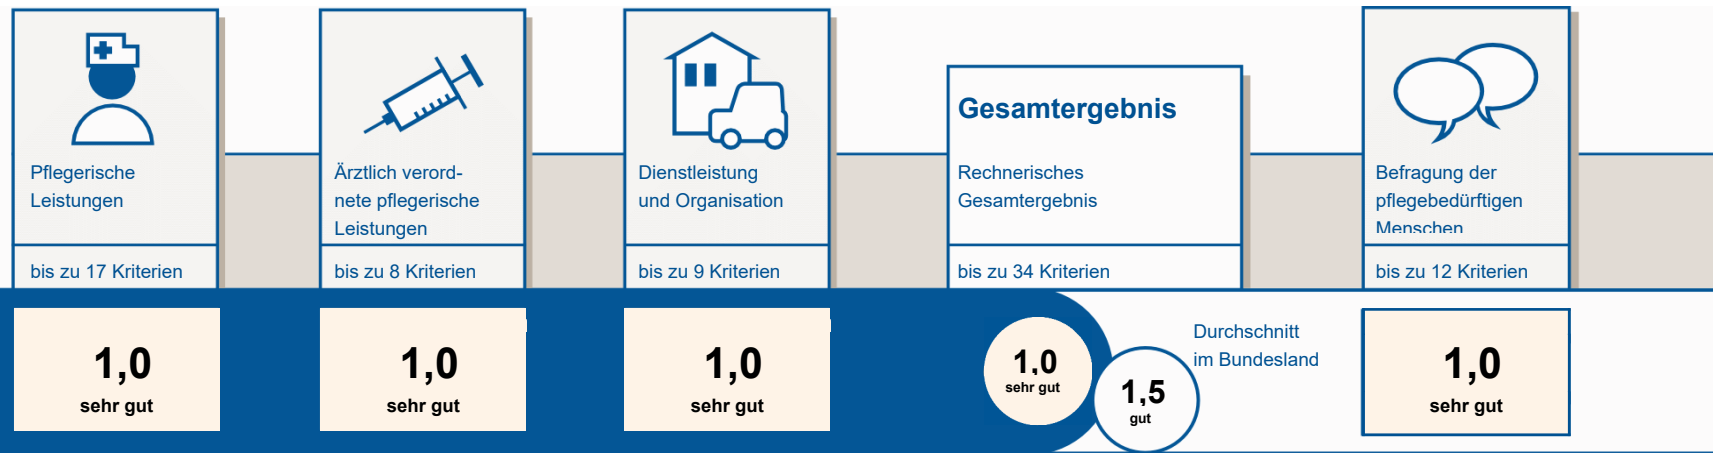 Pflegerische
Leistungen
bis zu 17 Kriterien
1,0
sehr gut
Ärztlich verord-
nete pflegerische
Leistungen
bis zu 8 Kriterien
1,0
sehr gut
Dienstleistung
und Organisation
bis zu 9 Kriterien
1,0
sehr gut
Gesamtergebnis
Rechnerisches
Gesamtergebnis
bis zu 34 Kriterien
1,0
sehr gut
1,5
gut
Durchschnitt
im Bundesland
Befragung der
pflegebedürftigen
Menschen
bis zu 12 Kriterien
1,0
sehr gut